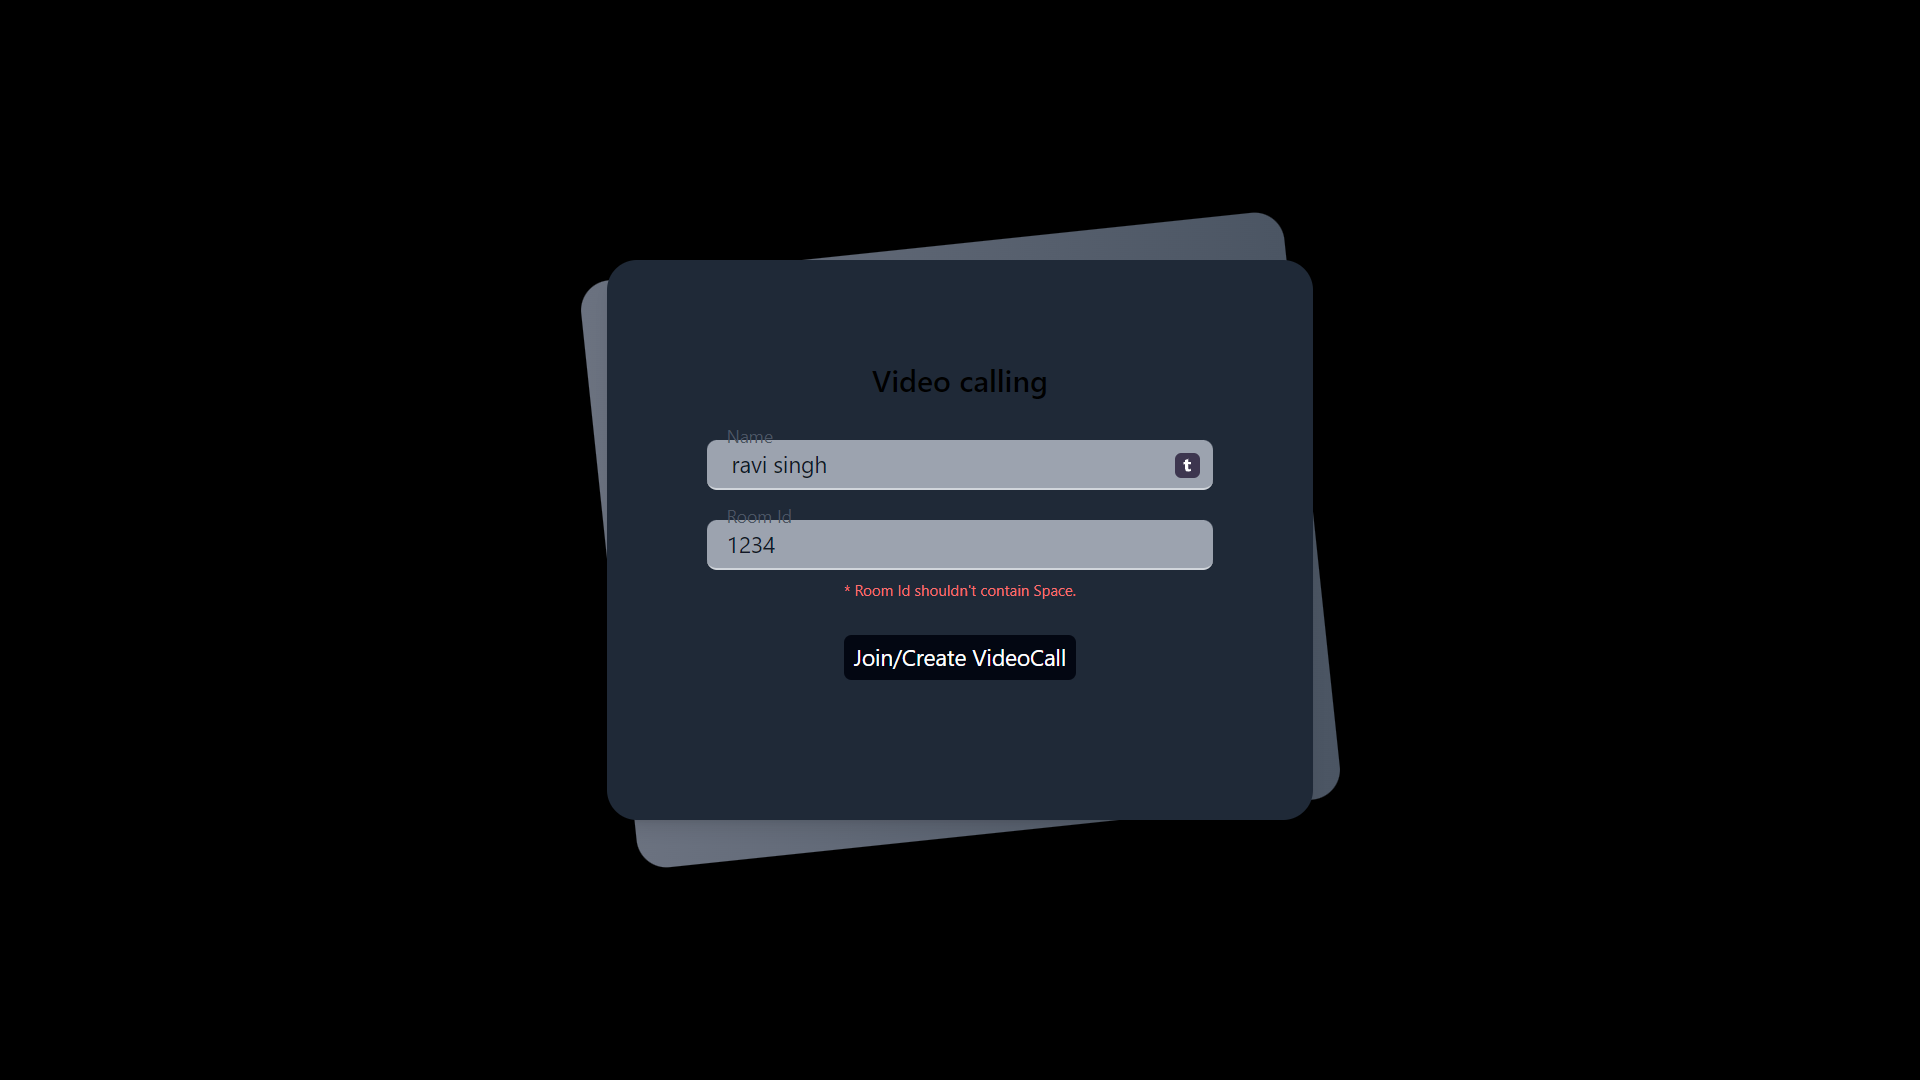 Video calling
Name
ravi singh
t
Room Id
1234
* Room Id shouldn't contain Space.
Join/Create VideoCall